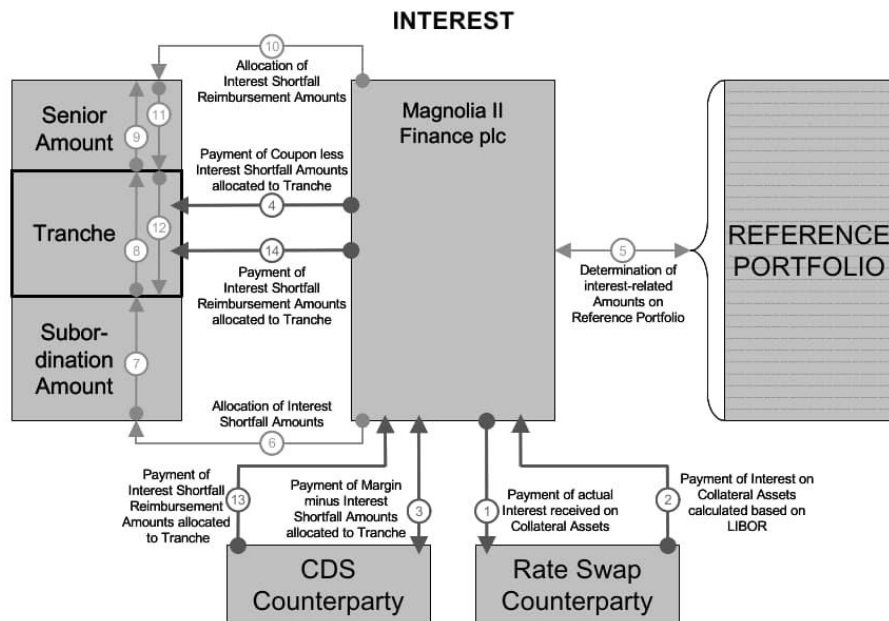 INTEREST
10
Allocation of
Interest Shortfall
Reimbursement Amounts
Senior
Amount
9
11
Magnolia II
Finance plc
Payment of Coupon less
Interest Shortfall Amounts
allocated to Tranche
4
Tranche
8
12
14
Payment of
Interest Shortfall
Reimbursement Amounts
allocated to Tranche
5
Determination of
interest-related
Amounts on
Reference Portfolio
REFERENCE
PORTFOLIO
Subor-
dination
Amount
7
Allocation of Interest
Shortfall Amounts
6
Payment of
Interest Shortfall
Reimbursement
Amounts allocated
to Tranche
13
Payment of Margin
minus Interest
Shortfall Amounts
allocated to Tranche
3
1
Payment of actual
Interest received on
Collateral Assets
2
Payment of Interest on
Collateral Assets
calculated based on
LIBOR
CDS
Counterparty
Rate Swap
Counterparty